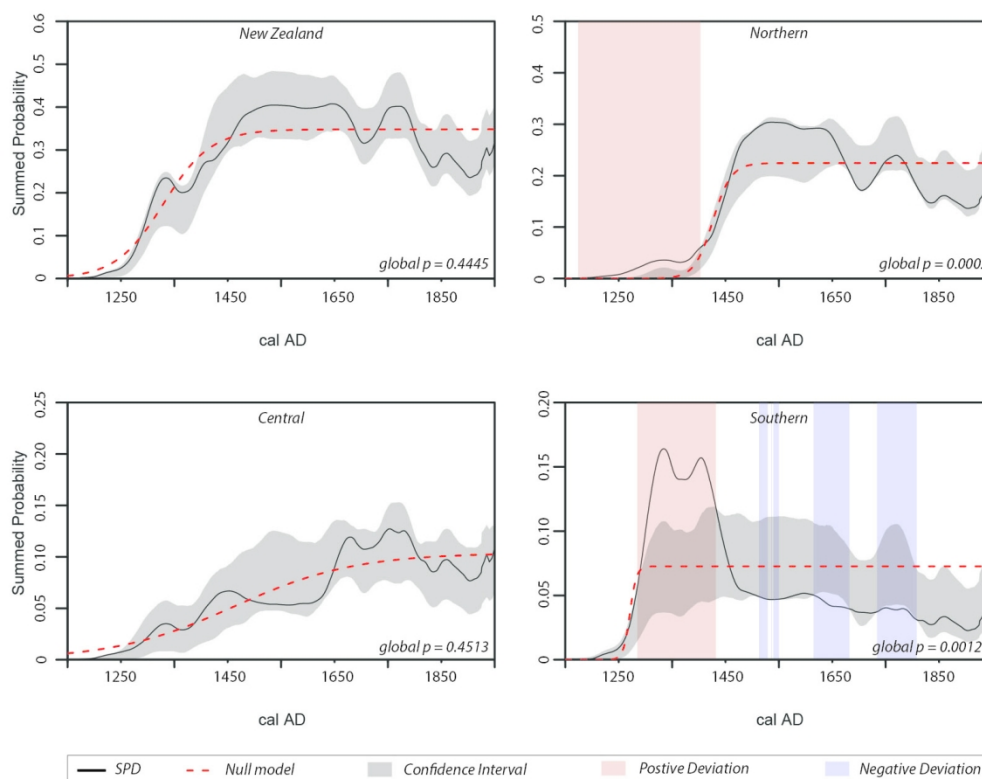 New Zealand
Summed Probability
0.6
0.5
0.4
0.3
0.2
0.1
0
global p = 0.4445
1250 1450 1650 1850
cal AD
Northern
0.5
0.4
0.3
0.2
0.1
0
global p = 0.000
1250 1450 1650 1850
cal AD
Central
Summed Probability
0.25
0.20
0.15
0.10
0.05
0
global p = 0.4513
1250 1450 1650 1850
cal AD
Southern
0.20
0.15
0.10
0.05
0
global p = 0.0012
1250 1450 1650 1850
cal AD
SPD Null model Confidence Interval Postive Deviation Negative Deviation